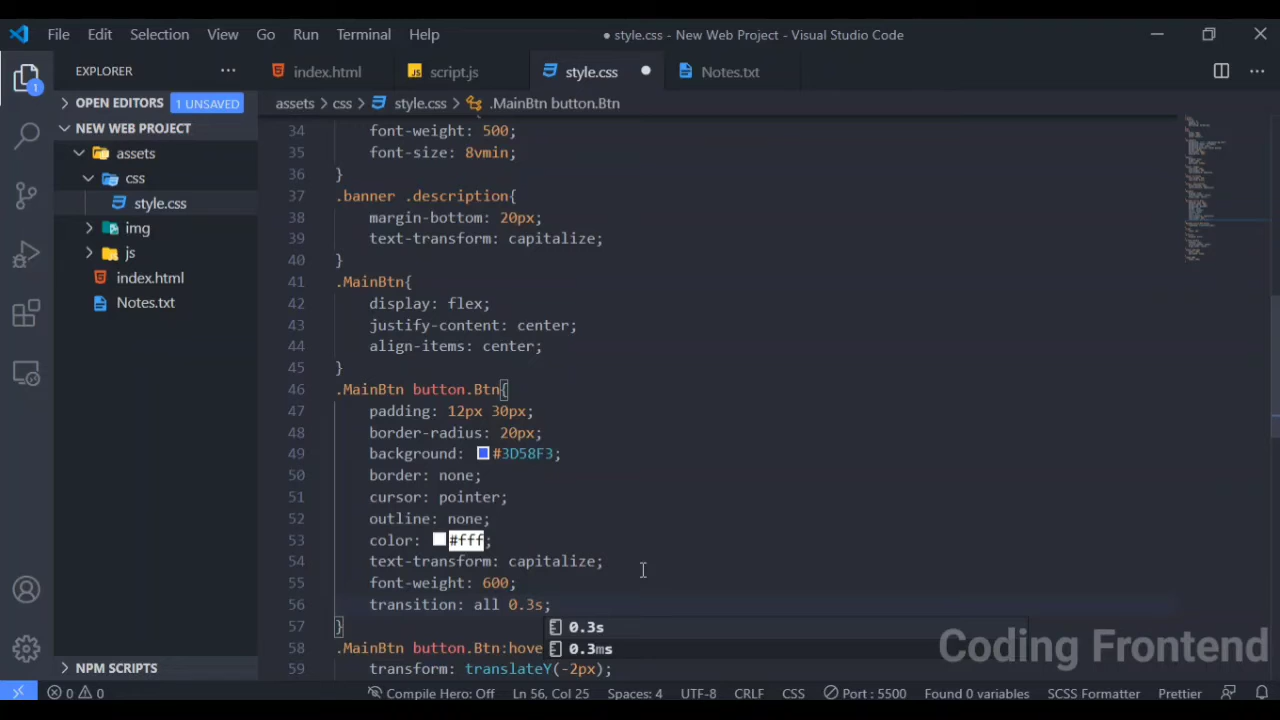 File Edit Selection View Go Run Terminal Help
● style.css - New Web Project - Visual Studio Code
EXPLORER
index.html script.js style.css Notes.txt
OPEN EDITORS 1 UNSAVED
assets > css > style.css > .MainBtn button.Btn
NEW WEB PROJECT
assets
css
style.css
img
js
index.html
Notes.txt
1
34 font-weight: 500;
35 font-size: 8vmin;
36 }
37 .banner .description{
38 margin-bottom: 20px;
39 text-transform: capitalize;
40 }
41 .MainBtn{
42 display: flex;
43 justify-content: center;
44 align-items: center;
45 }
46 .MainBtn button.Btn{
47 padding: 12px 30px;
48 border-radius: 20px;
49 background: #3D58F3;
50 border: none;
51 cursor: pointer;
52 outline: none;
53 color: #fff;
54 text-transform: capitalize;
55 font-weight: 600;
56 transition: all 0.3s;
57 }
0.3s
58 .MainBtn button.Btn:hove
0.3ms
59 transform: translateY(-2px);
Coding Frontend
NPM SCRIPTS
0 0 Compile Hero: Off Ln 56, Col 25 Spaces: 4 UTF-8 CRLF CSS Port : 5500 Found 0 variables SCSS Formatter Prettier